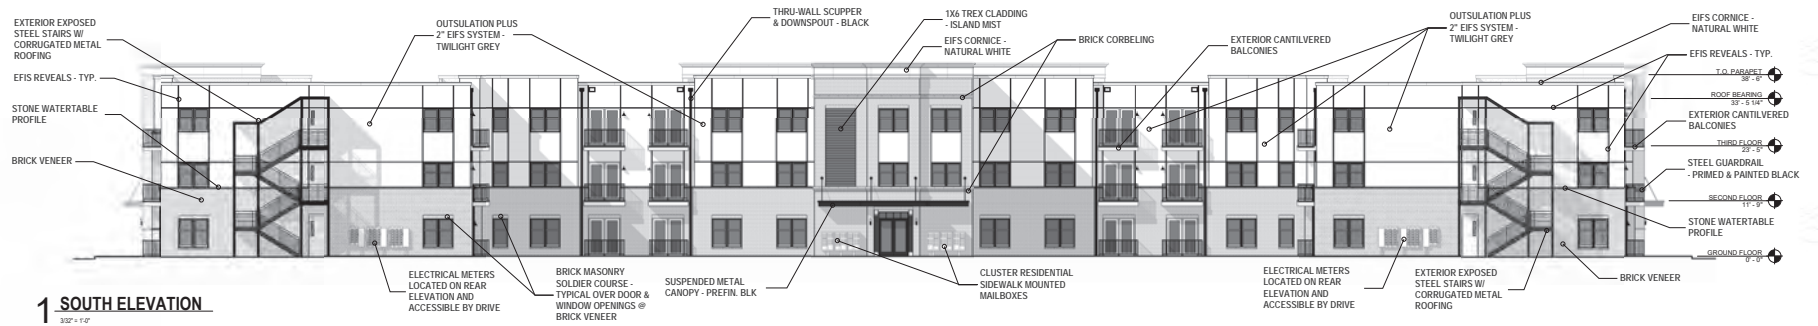 EXTERIOR EXPOSED
STEEL STAIRS W/
CORRUGATED METAL
ROOFING
EFIS REVEALS - TYP.
STONE WATERTABLE
PROFILE
BRICK VENEER
OUTSULATION PLUS
2" EIFS SYSTEM -
TWILIGHT GREY
THRU-WALL SCUPPER
& DOWNSPOUT - BLACK
1X6 TREX CLADDING
- ISLAND MIST
EIFS CORNICE -
NATURAL WHITE
BRICK CORBELING
EXTERIOR CANTILVERED
BALCONIES
OUTSULATION PLUS
2" EIFS SYSTEM -
TWILIGHT GREY
EIFS CORNICE -
NATURAL WHITE
EFIS REVEALS - TYP.
T.O. PARAPET
38' - 6"
ROOF BEARING
33' - 5 1/4"
EXTERIOR CANTILVERED
BALCONIES
THIRD FLOOR
23' - 5"
STEEL GUARDRAIL
- PRIMED & PAINTED BLACK
SECOND FLOOR
11' - 9"
STONE WATERTABLE
PROFILE
GROUND FLOOR
0' - 0"
BRICK VENEER
ELECTRICAL METERS
LOCATED ON REAR
ELEVATION AND
ACCESSIBLE BY DRIVE
BRICK MASONRY
SOLDIER COURSE -
TYPICAL OVER DOOR &
WINDOW OPENINGS @
BRICK VENEER
SUSPENDED METAL
CANOPY - PREFIN. BLK
CLUSTER RESIDENTIAL
SIDEWALK MOUNTED
MAILBOXES
ELECTRICAL METERS
LOCATED ON REAR
ELEVATION AND
ACCESSIBLE BY DRIVE
EXTERIOR EXPOSED
STEEL STAIRS W/
CORRUGATED METAL
ROOFING
1 SOUTH ELEVATION
3/32" = 1'-0"